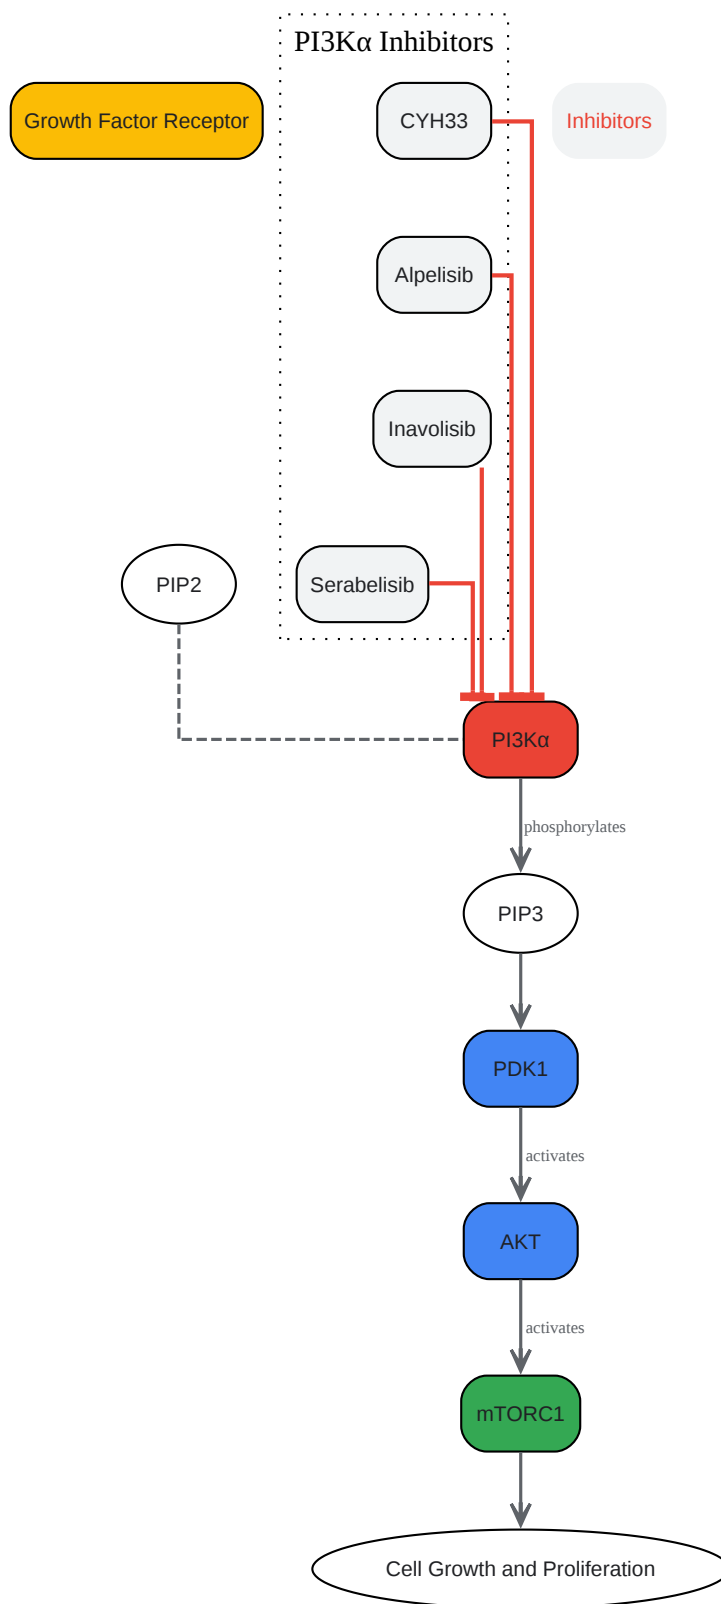 PI3Kα Inhibitors
Growth Factor Receptor
CYH33
Inhibitors
Alpelisib
Inavolisib
PIP2
Serabelisib
PI3Kα
phosphorylates
PIP3
PDK1
activates
AKT
activates
mTORC1
Cell Growth and Proliferation